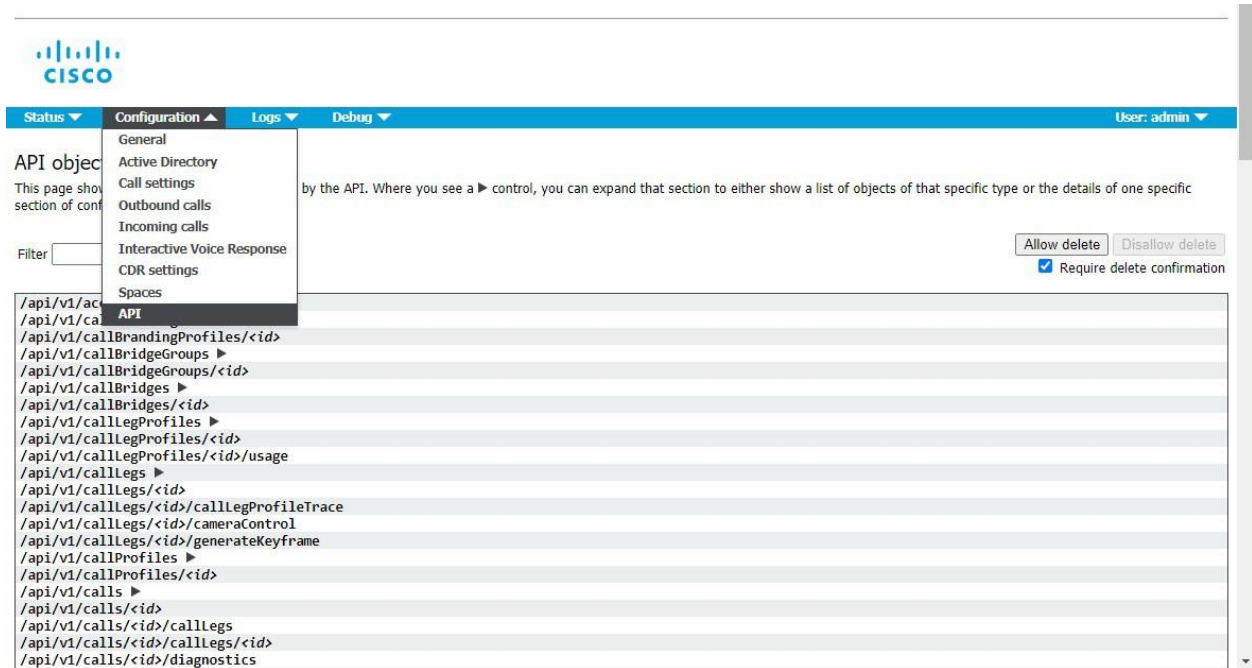 CISCO
Status ▼ Configuration ▲ Logs ▼ Debug ▼ User: admin ▼
General
Active Directory
Call settings
Outbound calls
Incoming calls
Interactive Voice Response
CDR settings
Spaces
API
API objec
This page by the API. Where you see a ▶ control, you can expand that section to either show a list of objects of that specific type or the details of one specific
section of conf
Filter Allow delete Disallow delete
Require delete confirmation
/api/v1/ac
/api/v1/ca
/api/v1/callBrandingProfiles/<id>
/api/v1/callBridgeGroups ▶
/api/v1/callBridgeGroups/<id>
/api/v1/callBridges ▶
/api/v1/callBridges/<id>
/api/v1/callLegProfiles ▶
/api/v1/callLegProfiles/<id>
/api/v1/callLegProfiles/<id>/usage
/api/v1/callLegs ▶
/api/v1/callLegs/<id>
/api/v1/callLegs/<id>/callLegProfileTrace
/api/v1/callLegs/<id>/cameraControl
/api/v1/callLegs/<id>/generateKeyframe
/api/v1/callProfiles ▶
/api/v1/callProfiles/<id>
/api/v1/calls ▶
/api/v1/calls/<id>
/api/v1/calls/<id>/callLegs
/api/v1/calls/<id>/callLegs/<id>
/api/v1/calls/<id>/diagnostics